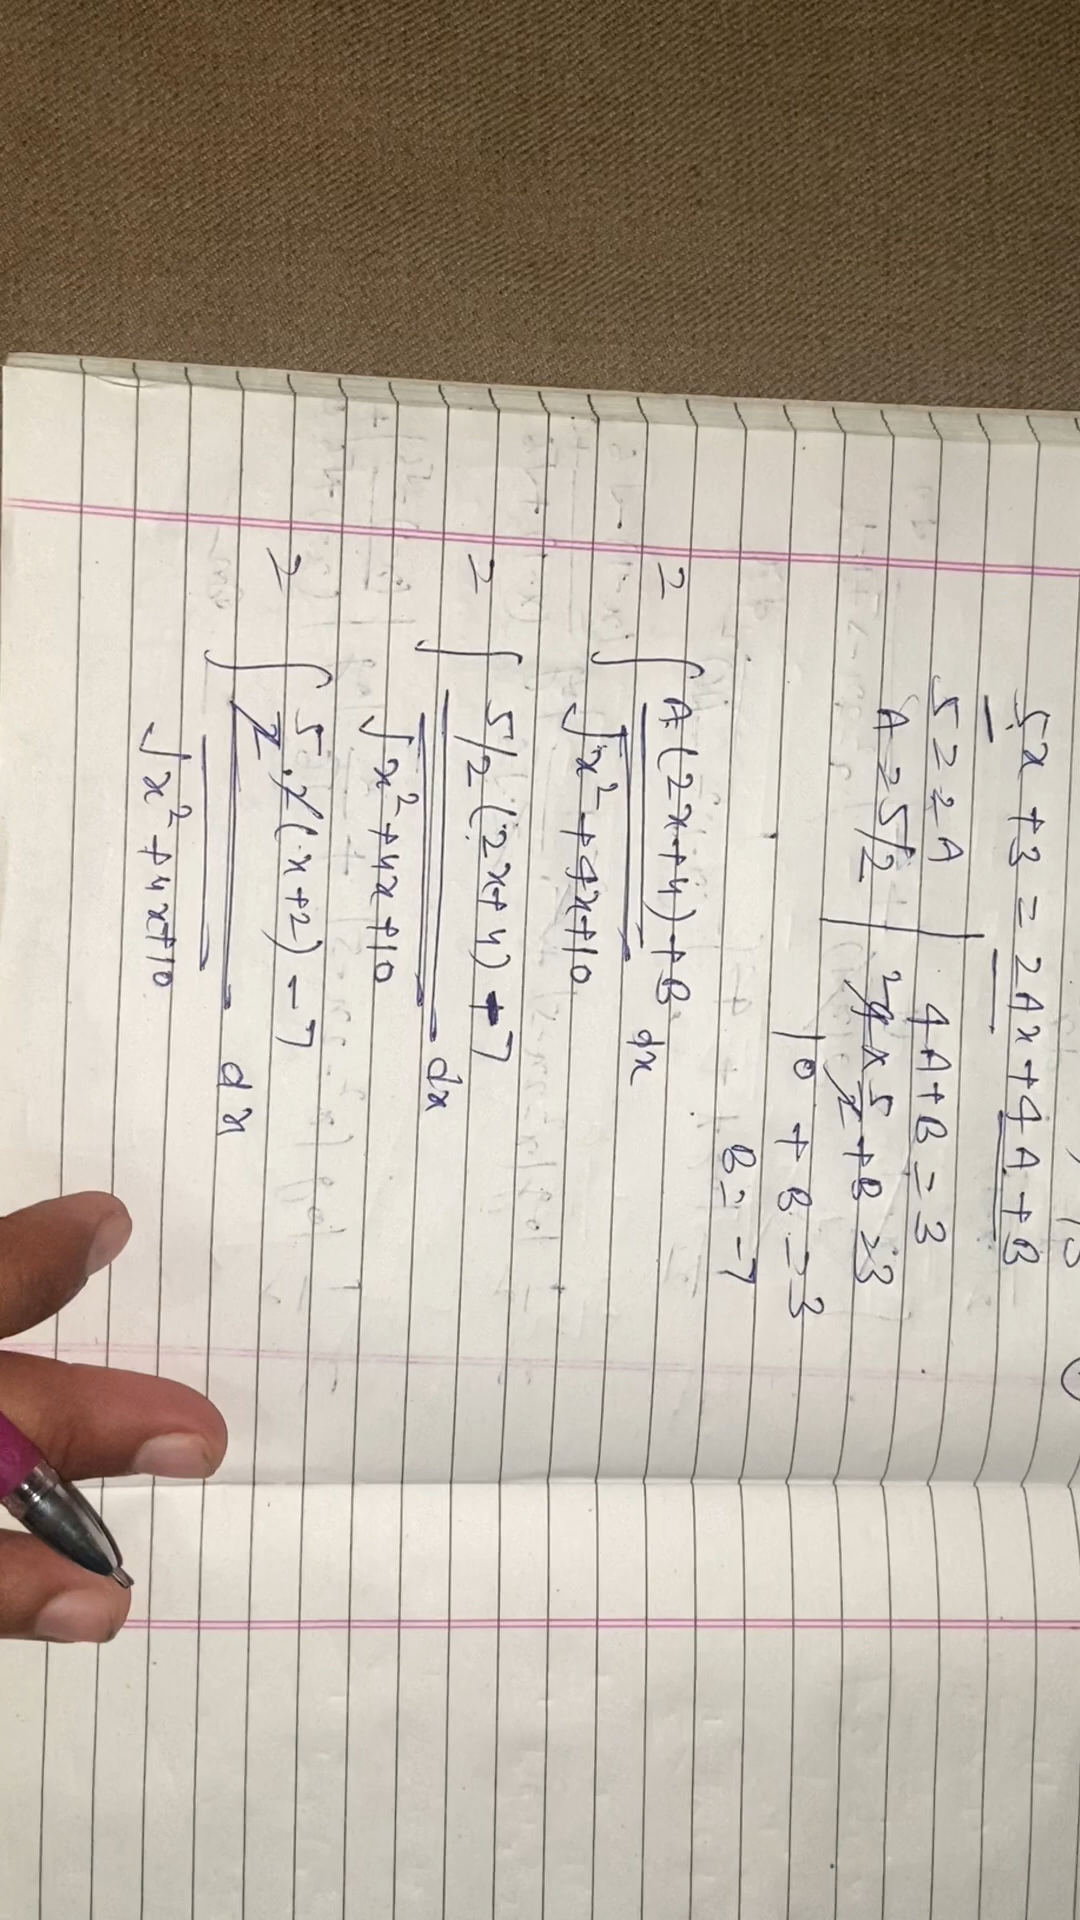 5x + 3 = 2Ax + 4A + B
5 = 2A | 4A + B = 3
A = 5/2 | 4 x 5/2 + B = 3
10 + B = 3
B = -7
= ∫ A(2x+4)+B / √x²+4x+10 dx
= ∫ 5/2 (2x+4) - 7 / √x²+4x+10 dx
= ∫ 5/2 . 2(x+2) - 7 / √x²+4x+10 dx